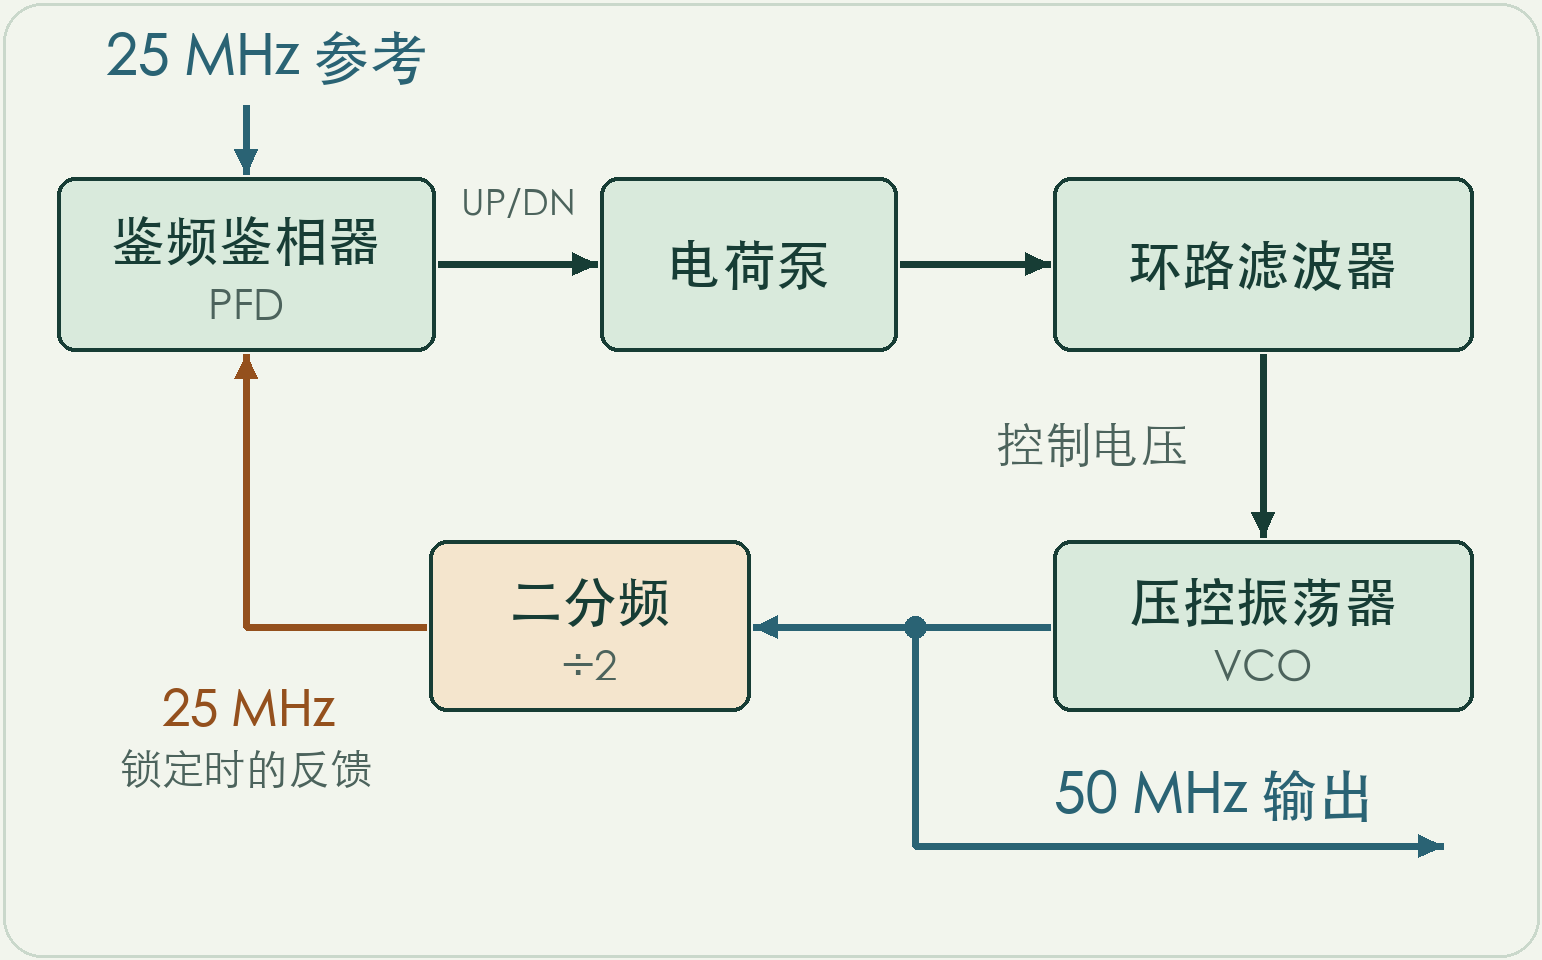 25 MHz 参考
鉴频鉴相器
PFD
UP/DN
电荷泵
环路滤波器
控制电压
二分频
÷2
压控振荡器
VCO
25 MHz
锁定时的反馈
50 MHz 输出